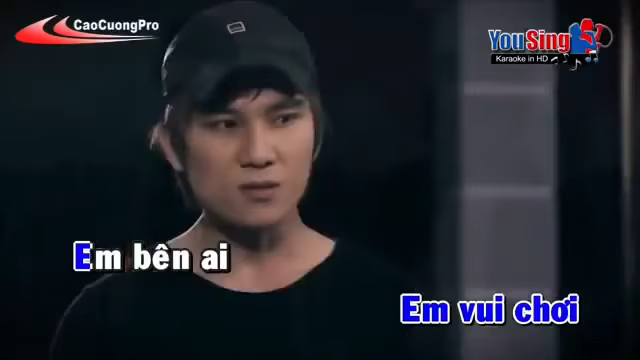 CaoCuongPro
YouSing
Karaoke in HD
Em bên ai
Em vui chơi